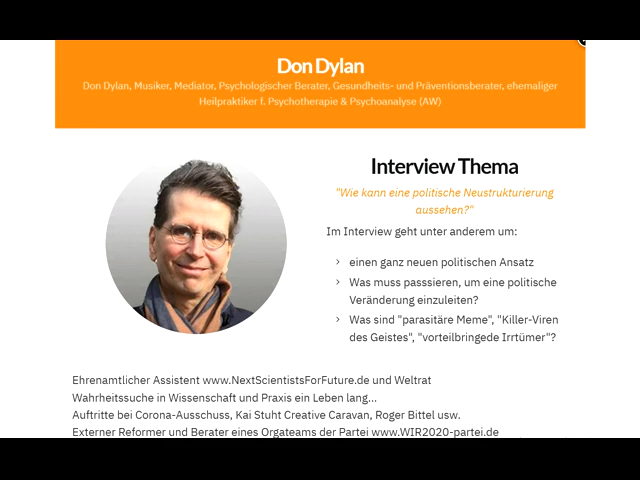 Don Dylan
Don Dylan, Musiker, Mediator, Psychologischer Berater, Gesundheits- und Präventionsberater, ehemaliger
Heilpraktiker f. Psychotherapie & Psychoanalyse (AW)
Interview Thema
"Wie kann eine politische Neustrukturierung
aussehen?"
Im Interview geht unter anderem um:
einen ganz neuen politischen Ansatz
Was muss passsieren, um eine politische
Veränderung einzuleiten?
Was sind "parasitäre Meme", "Killer-Viren
des Geistes", "vorteilbringede Irrtümer"?
Ehrenamtlicher Assistent www.NextScientistsForFuture.de und Weltrat
Wahrheitssuche in Wissenschaft und Praxis ein Leben lang...
Auftritte bei Corona-Ausschuss, Kai Stuht Creative Caravan, Roger Bittel usw.
Externer Reformer und Berater eines Orgateams der Partei www.WIR2020-partei.de